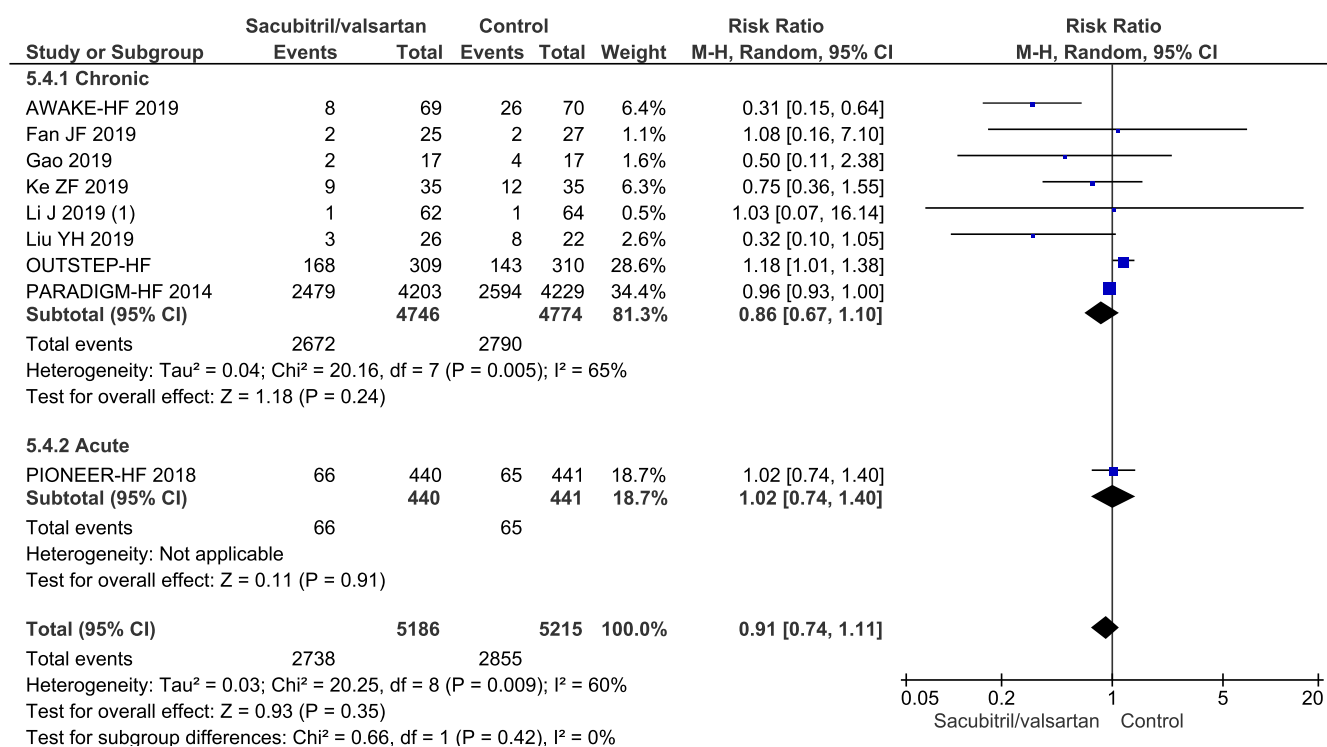 Sacubitril/valsartan Control Risk Ratio Risk Ratio
Study or Subgroup Events Total Events Total Weight M-H, Random, 95% CI M-H, Random, 95% CI
5.4.1 Chronic
AWAKE-HF 2019 8 69 26 70 6.4% 0.31 [0.15, 0.64]
Fan JF 2019 2 25 2 27 1.1% 1.08 [0.16, 7.10]
Gao 2019 2 17 4 17 1.6% 0.50 [0.11, 2.38]
Ke ZF 2019 9 35 12 35 6.3% 0.75 [0.36, 1.55]
Li J 2019 (1) 1 62 1 64 0.5% 1.03 [0.07, 16.14]
Liu YH 2019 3 26 8 22 2.6% 0.32 [0.10, 1.05]
OUTSTEP-HF 168 309 143 310 28.6% 1.18 [1.01, 1.38]
PARADIGM-HF 2014 2479 4203 2594 4229 34.4% 0.96 [0.93, 1.00]
Subtotal (95% CI) 4746 4774 81.3% 0.86 [0.67, 1.10]
Total events 2672 2790
Heterogeneity: Tau² = 0.04; Chi² = 20.16, df = 7 (P = 0.005); I² = 65%
Test for overall effect: Z = 1.18 (P = 0.24)
5.4.2 Acute
PIONEER-HF 2018 66 440 65 441 18.7% 1.02 [0.74, 1.40]
Subtotal (95% CI) 440 441 18.7% 1.02 [0.74, 1.40]
Total events 66 65
Heterogeneity: Not applicable
Test for overall effect: Z = 0.11 (P = 0.91)
Total (95% CI) 5186 5215 100.0% 0.91 [0.74, 1.11]
Total events 2738 2855
Heterogeneity: Tau² = 0.03; Chi² = 20.25, df = 8 (P = 0.009); I² = 60%
Test for overall effect: Z = 0.93 (P = 0.35)
Test for subgroup differences: Chi² = 0.66, df = 1 (P = 0.42), I² = 0%
0.05 0.2 1 5 20
Sacubitril/valsartan Control